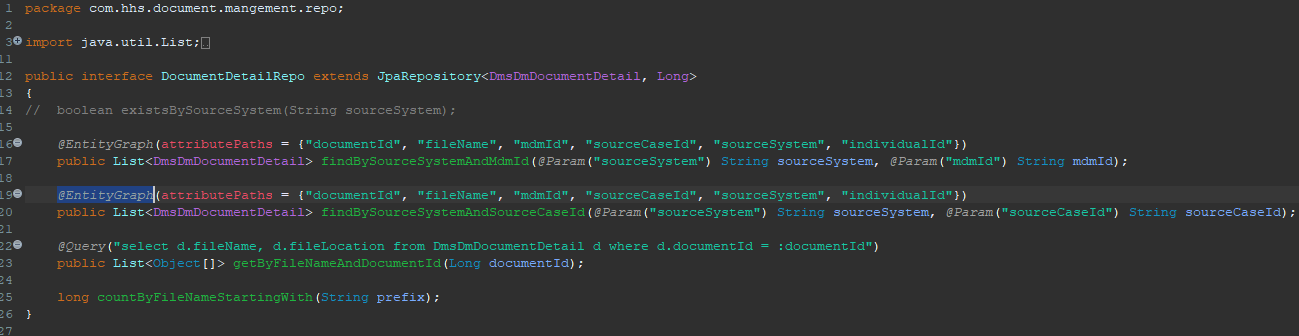 1 package com.hhs.document.mangement.repo;
2
3 import java.util.List;
11
12 public interface DocumentDetailRepo extends JpaRepository<DmsDmDocumentDetail, Long>
13 {
14 //  boolean existsBySourceSystem(String sourceSystem);
15
16     @EntityGraph(attributePaths = {"documentId", "fileName", "mdmId", "sourceCaseId", "sourceSystem", "individualId"})
17     public List<DmsDmDocumentDetail> findBySourceSystemAndMdmId(@Param("sourceSystem") String sourceSystem, @Param("mdmId") String mdmId);
18
19     @EntityGraph(attributePaths = {"documentId", "fileName", "mdmId", "sourceCaseId", "sourceSystem", "individualId"})
20     public List<DmsDmDocumentDetail> findBySourceSystemAndSourceCaseId(@Param("sourceSystem") String sourceSystem, @Param("sourceCaseId") String sourceCaseId);
21
22     @Query("select d.fileName, d.fileLocation from DmsDmDocumentDetail d where d.documentId = :documentId")
23     public List<Object[]> getByFileNameAndDocumentId(Long documentId);
24
25     long countByFileNameStartingWith(String prefix);
26 }
27